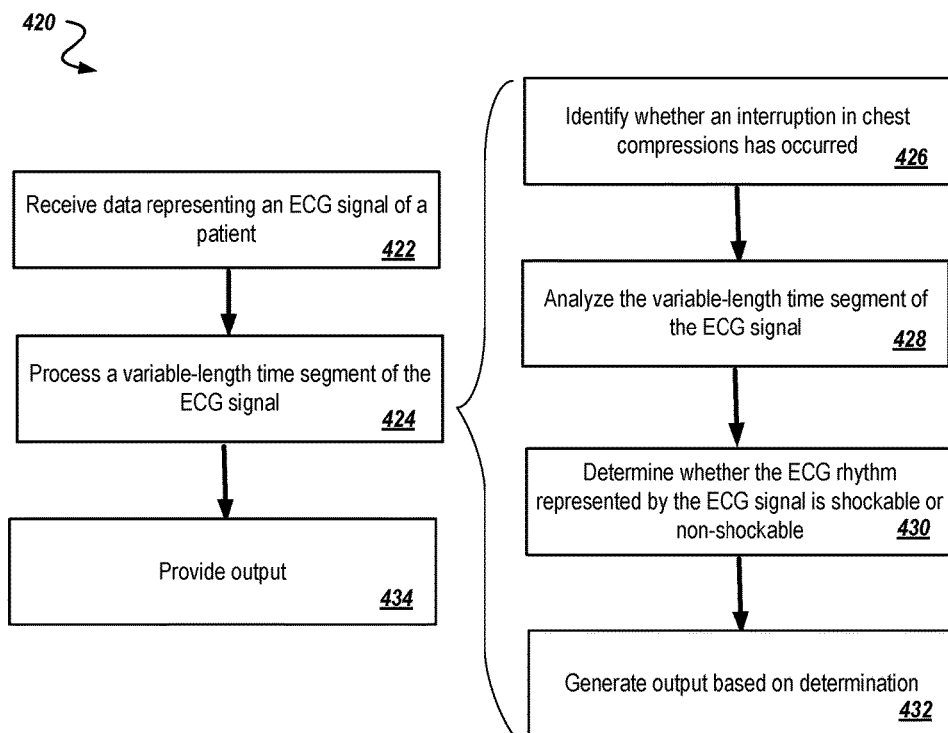 420
Receive data representing an ECG signal of a
patient
422
Process a variable-length time segment of the
ECG signal
424
Provide output
434
Identify whether an interruption in chest
compressions has occurred
426
Analyze the variable-length time segment of
the ECG signal
428
Determine whether the ECG rhythm
represented by the ECG signal is shockable or
non-shockable
430
Generate output based on determination
432